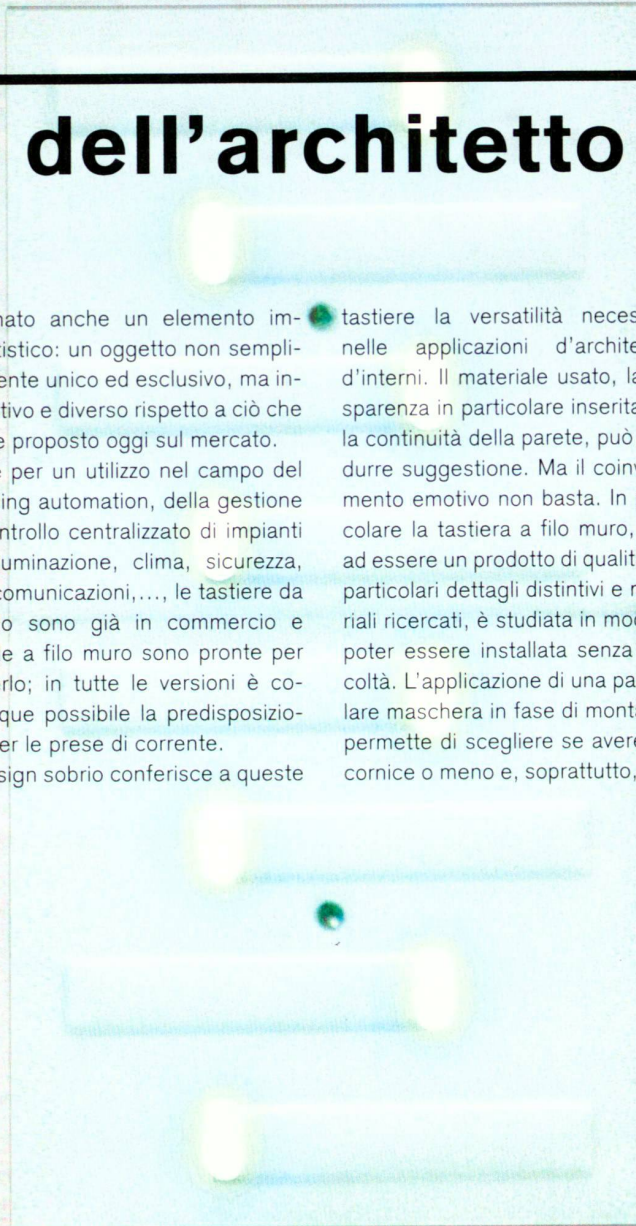 dell'architetto
nato anche un elemento im-
tistico: un oggetto non sempli-
ente unico ed esclusivo, ma in-
tivo e diverso rispetto a ciò che
e proposto oggi sul mercato.
e per un utilizzo nel campo del
ing automation, della gestione
ntrollo centralizzato di impianti
uminazione, clima, sicurezza,
comunicazioni,..., le tastiere da
o sono già in commercio e
e a filo muro sono pronte per
rlo; in tutte le versioni è co-
que possibile la predisposizio-
er le prese di corrente.
sign sobrio conferisce a queste
tastiere la versatilità neces
nelle applicazioni d'archite
d'interni. Il materiale usato, la
sparenza in particolare inserita
la continuità della parete, può
durre suggestione. Ma il coinv
mento emotivo non basta. In
colare la tastiera a filo muro,
ad essere un prodotto di qualit
particolari dettagli distintivi e r
riali ricercati, è studiata in mod
poter essere installata senza
coltà. L'applicazione di una pa
lare maschera in fase di monta
permette di scegliere se avere
cornice o meno e, soprattutto,